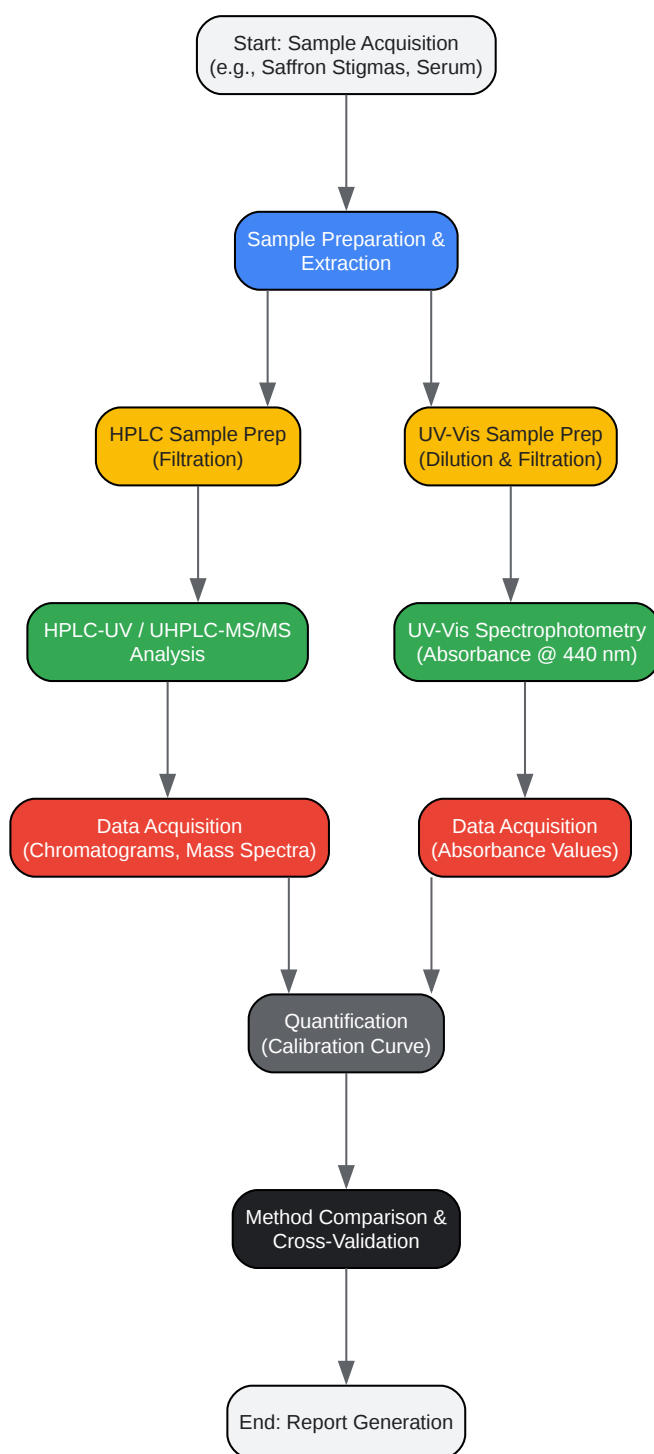 Start: Sample Acquisition
(e.g., Saffron Stigmas, Serum)
Sample Preparation &
Extraction
HPLC Sample Prep
(Filtration)
UV-Vis Sample Prep
(Dilution & Filtration)
HPLC-UV / UHPLC-MS/MS
Analysis
UV-Vis Spectrophotometry
(Absorbance @ 440 nm)
Data Acquisition
(Chromatograms, Mass Spectra)
Data Acquisition
(Absorbance Values)
Quantification
(Calibration Curve)
Method Comparison &
Cross-Validation
End: Report Generation